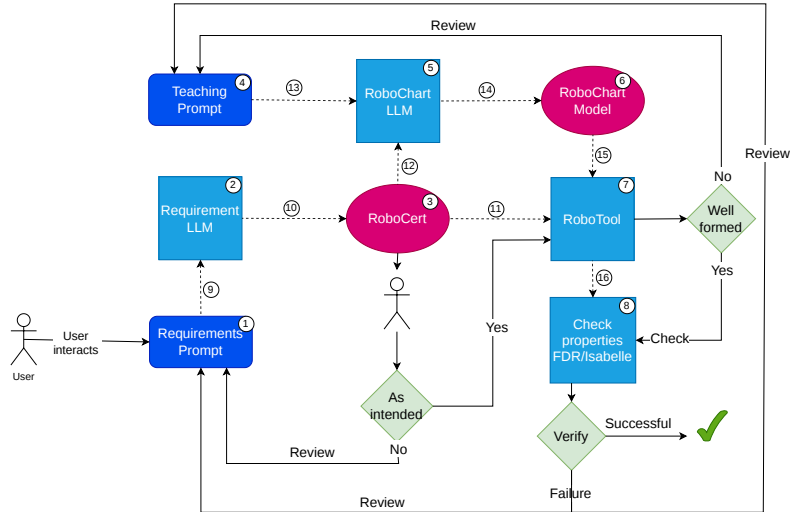 Review
4
Teaching
Prompt
13
5
RoboChart
LLM
14
6
RoboChart
Model
12
15
Review
2
Requirement
LLM
10
3
RoboCert
11
7
RoboTool
No
Well
formed
Yes
9
16
1
Requirements
Prompt
User
interacts
User
Yes
8
Check
properties
FDR/Isabelle
Check
As
intended
No
Review
Verify
Successful
Failure
Review